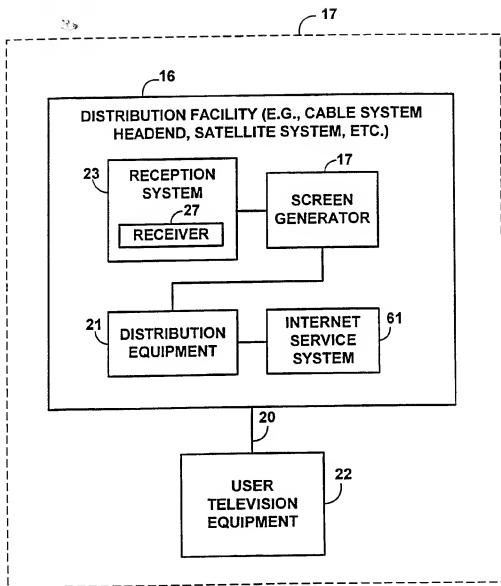 17
16
DISTRIBUTION FACILITY (E.G., CABLE SYSTEM
HEADEND, SATELLITE SYSTEM, ETC.)
23
RECEPTION
SYSTEM
27
RECEIVER
17
SCREEN
GENERATOR
21
DISTRIBUTION
EQUIPMENT
INTERNET
SERVICE
SYSTEM
61
20
USER
TELEVISION
EQUIPMENT
22